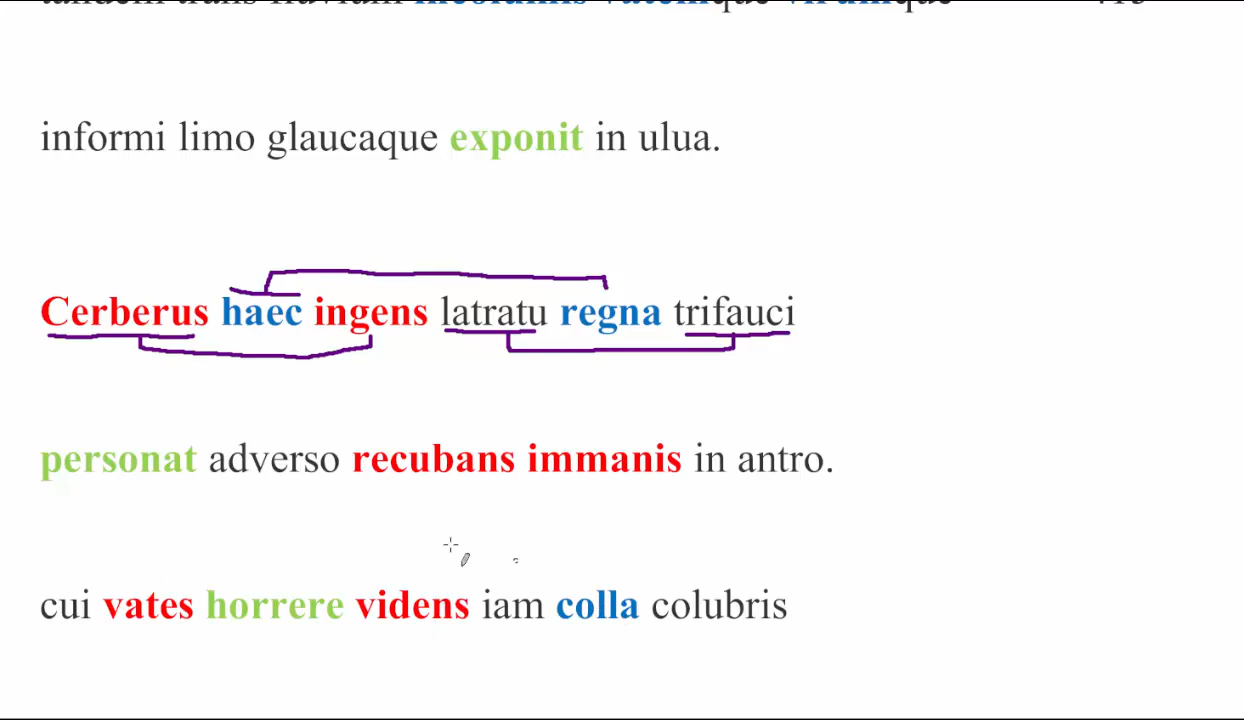 informi limo glaucaque exponit in ulua.
Cerberus haec ingens latratu regna trifauci
personat adverso recubans immanis in antro.
cui vates horrere videns iam colla colubris